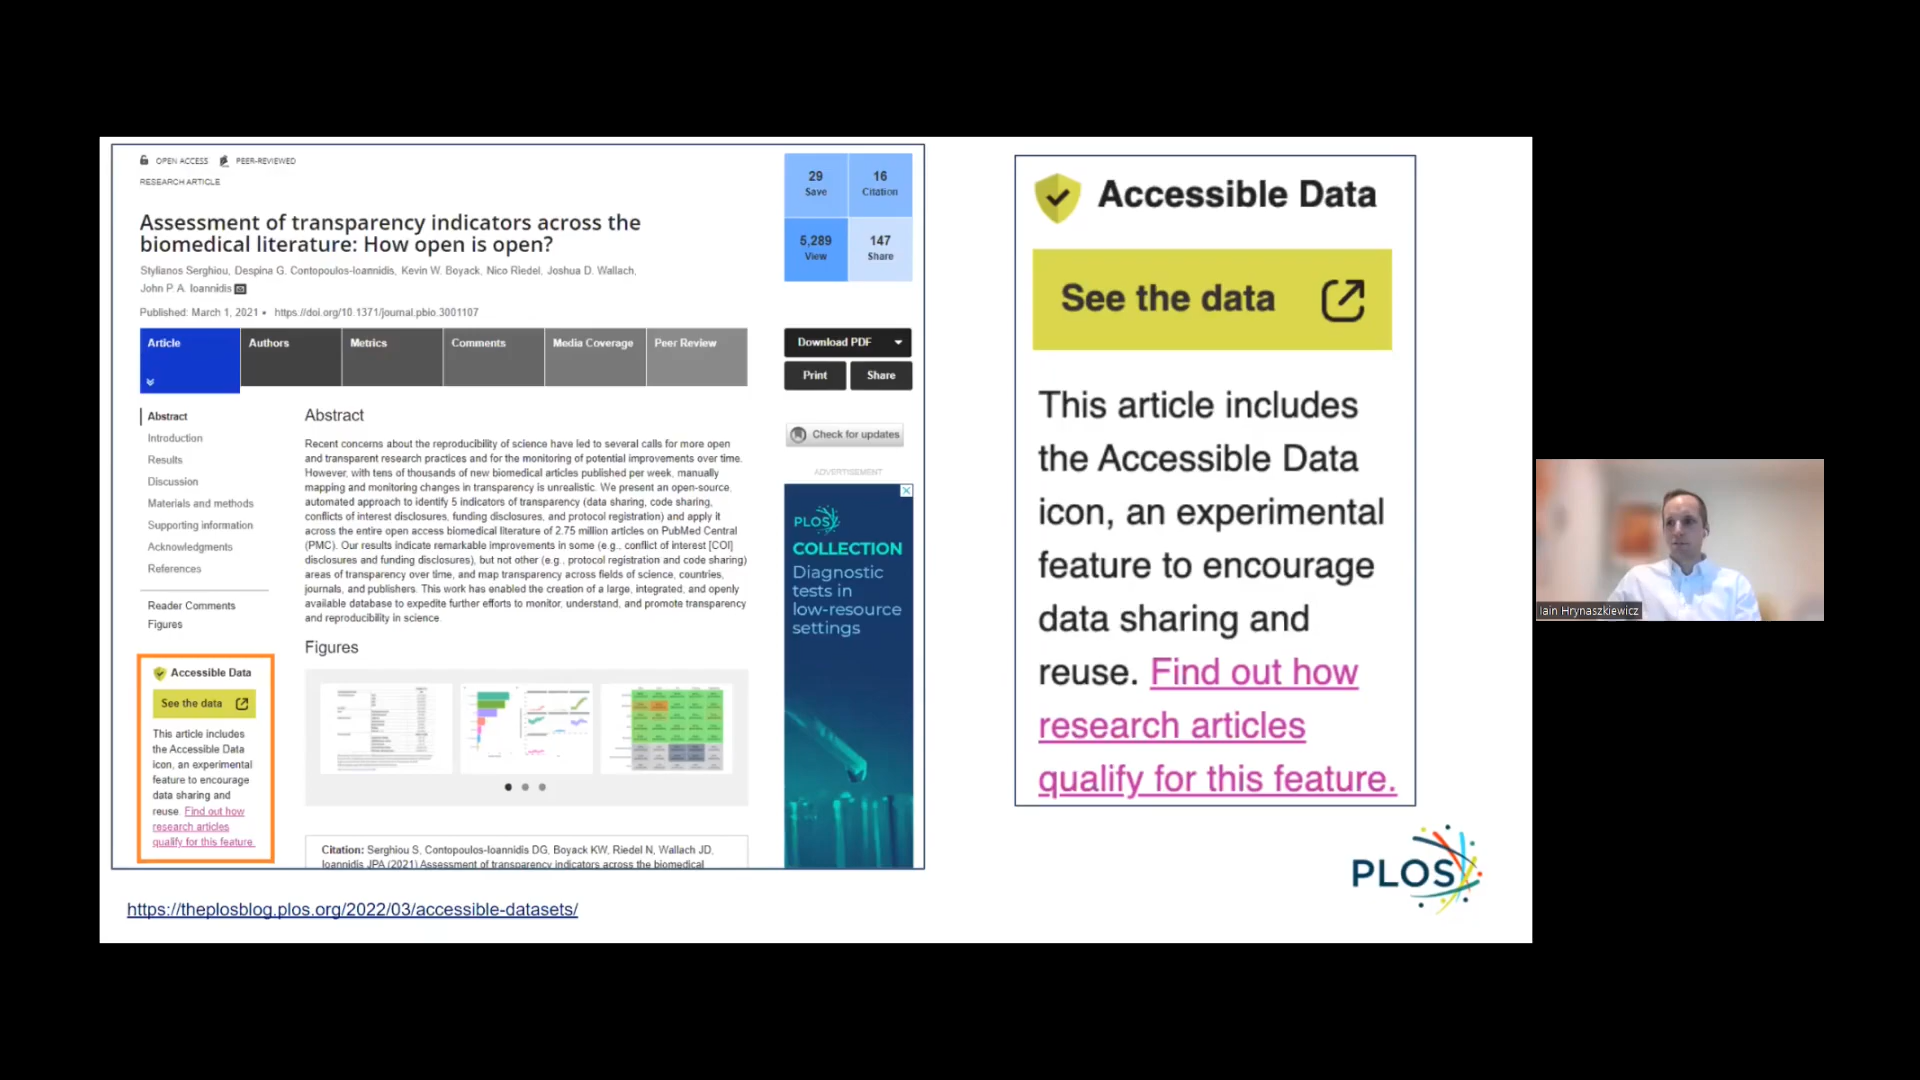 OPEN ACCESS PEER-REVIEWED
RESEARCH ARTICLE
Assessment of transparency indicators across the
biomedical literature: How open is open?
Stylianos Serghiou, Despina G. Contopoulos-Ioannidis, Kevin W. Boyack, Nico Riedel, Joshua D. Wallach,
John P. A. Ioannidis
Published: March 1, 2021 • https://doi.org/10.1371/journal.pbio.3001107
29 Save
16 Citation
5,289 View
147 Share
Article Authors Metrics Comments Media Coverage Peer Review
Download PDF
Print Share
Check for updates
ADVERTISEMENT
Abstract
Introduction
Results
Discussion
Materials and methods
Supporting information
Acknowledgments
References
Reader Comments
Figures
Abstract
Recent concerns about the reproducibility of science have led to several calls for more open
and transparent research practices and for the monitoring of potential improvements over time.
However, with tens of thousands of new biomedical articles published per week, manually
mapping and monitoring changes in transparency is unrealistic. We present an open-source,
automated approach to identify 5 indicators of transparency (data sharing, code sharing,
conflicts of interest disclosures, funding disclosures, and protocol registration) and apply it
across the entire open access biomedical literature of 2.75 million articles on PubMed Central
(PMC). Our results indicate remarkable improvements in some (e.g., conflict of interest [COI]
disclosures and funding disclosures), but not other (e.g., protocol registration and code sharing)
areas of transparency over time, and map transparency across fields of science, countries,
journals, and publishers. This work has enabled the creation of a large, integrated, and openly
available database to expedite further efforts to monitor, understand, and promote transparency
and reproducibility in science.
Figures
Citation: Serghiou S, Contopoulos-Ioannidis DG, Boyack KW, Riedel N, Wallach JD,
Ioannidis JPA (2021) Assessment of transparency indicators across the biomedical
Accessible Data
See the data
This article includes
the Accessible Data
icon, an experimental
feature to encourage
data sharing and
reuse. Find out how
research articles
qualify for this feature.
PLOS
COLLECTION
Diagnostic
tests in
low-resource
settings
https://theplosblog.plos.org/2022/03/accessible-datasets/
Accessible Data
See the data
This article includes
the Accessible Data
icon, an experimental
feature to encourage
data sharing and
reuse. Find out how
research articles
qualify for this feature.
PLOS
Iain Hrynaszkiewicz